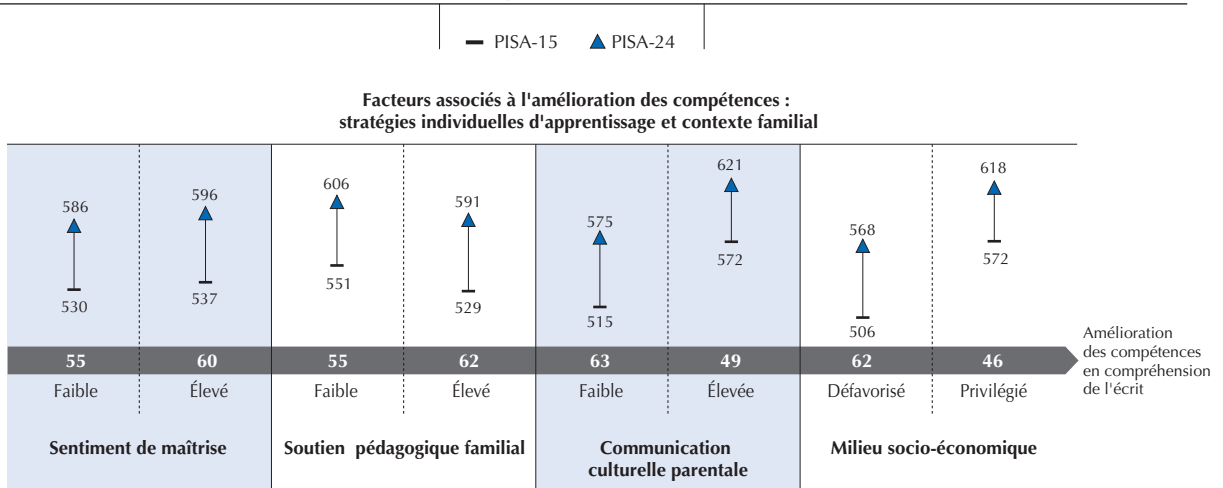 PISA-15 PISA-24
Facteurs associés à l'amélioration des compétences :
stratégies individuelles d'apprentissage et contexte familial
586 596 606 591 575 621 568 618
530 537 551 529 515 572 506 572
55 60 55 62 63 49 62 46
Amélioration
des compétences
en compréhension
de l'écrit
Faible Élevé Faible Élevé Faible Élevée Défavorisé Privilégié
Sentiment de maîtrise Soutien pédagogique familial Communication
culturelle parentale Milieu socio-économique